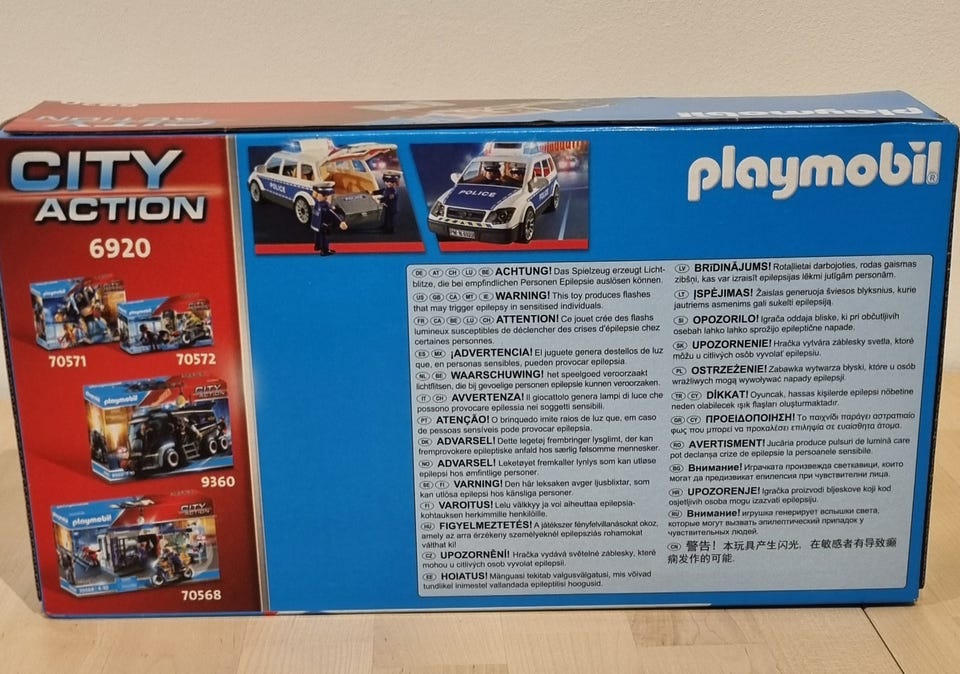 playmobil
CITY
ACTION
6920
70571
70572
9360
70568
POLICE
POLICE
playmobil®
DE AT CH LU BE ACHTUNG! Das Spielzeug erzeugt Licht-
blitze, die bei empfindlichen Personen Epilepsie auslösen können.
US GB CA MT IE WARNING! This toy produces flashes
that may trigger epilepsy in sensitised individuals.
FR CA BE LU CH ATTENTION! Ce jouet crée des flashs
lumineux susceptibles de déclencher des crises d'épilepsie chez
certaines personnes.
ES MX ¡ADVERTENCIA! El juguete genera destellos de luz
que, en personas sensibles, pueden provocar epilepsia.
NL BE WAARSCHUWING! het speelgoed veroorzaakt
lichtflitsen, die bij gevoelige personen epilepsie kunnen veroorzaken.
IT CH AVVERTENZA! Il giocattolo genera lampi di luce che
possono provocare epilessia nei soggetti sensibili.
PT ATENÇÃO! O brinquedo imite raios de luz que, em caso
de pessoas sensíveis pode provocar epilepsia.
DK ADVARSEL! Dette legetøj frembringer lysglimt, der kan
fremprovokere epileptiske anfald hos særlig følsomme mennesker.
NO ADVARSEL! Leketøyet fremkaller lynlys som kan utløse
epilepsi hos ømfintlige personer.
SE FI VARNING! Den här leksaken avger ljusblixtar, som
kan utlösa epilepsi hos känsliga personer.
FI VAROITUS! Lelu välkkyy ja voi aiheuttaa epilepsia-
kohtauksen herkimmille henkilöille.
HU FIGYELMEZTETÉS! A játékszer fényfelvillanásokat okoz,
amely az arra érzékeny személyeknél epilepsziás rohamokat
válthat ki!
CZ UPOZORNĚNÍ! Hračka vydává světelné záblesky, které
mohou u citlivých osob vyvolat epilepsii.
EE HOIATUS! Mänguasi tekitab valgusvälgatusi, mis võivad
tundlikel inimestel vallandada epileptilisi hoogusid.
LV BRĪDINĀJUMS! Rotaļlietai darbojoties, rodas gaismas
zibšņi, kas var izraisīt epilepsijas lēkmi jutīgām personām.
LT ĮSPĖJIMAS! Žaislas generuoja šviesos blyksnius, kurie
jautriems asmenims gali sukelti epilepsiją.
SI OPOZORILO! Igrača oddaja bliske, ki pri občutljivih
osebah lahko lahko sprožijo epileptične napade.
SK UPOZORNENIE! Hračka vytvára záblesky svetla, ktoré
môžu u citlivých osôb vyvolať epilepsiu.
PL OSTRZEŻENIE! Zabawka wytwarza błyski, które u osób
wrażliwych mogą wywoływać napady epilepsji.
TR CY DİKKAT! Oyuncak, hassas kişilerde epilepsi nöbetine
neden olabilecek ışık flaşları oluşturmaktadır.
GR CY ΠΡΟΕΙΔΟΠΟΙΗΣΗ! Το παιχνίδι παράγει αστραπαίο
φως που μπορεί να προκαλέσει επιληψία σε ευαίσθητα άτομα.
RO AVERTISMENT! Jucăria produce pulsuri de lumină care
pot declanșa crize de epilepsie la persoanele sensibile.
BG Внимание! Играчката произвежда светкавици, които
могат да предизвикат епилепсия при чувствителни лица.
HR UPOZORENJE! Igračka proizvodi bljeskove koji kod
osjetljivih osoba mogu izazvati epilepsiju.
RU Внимание! игрушка генерирует вспышки света,
которые могут вызвать эпилептический припадок у
чувствительных людей.
CN 警告！本玩具产生闪光，在敏感者有导致癫
痫发作的可能.